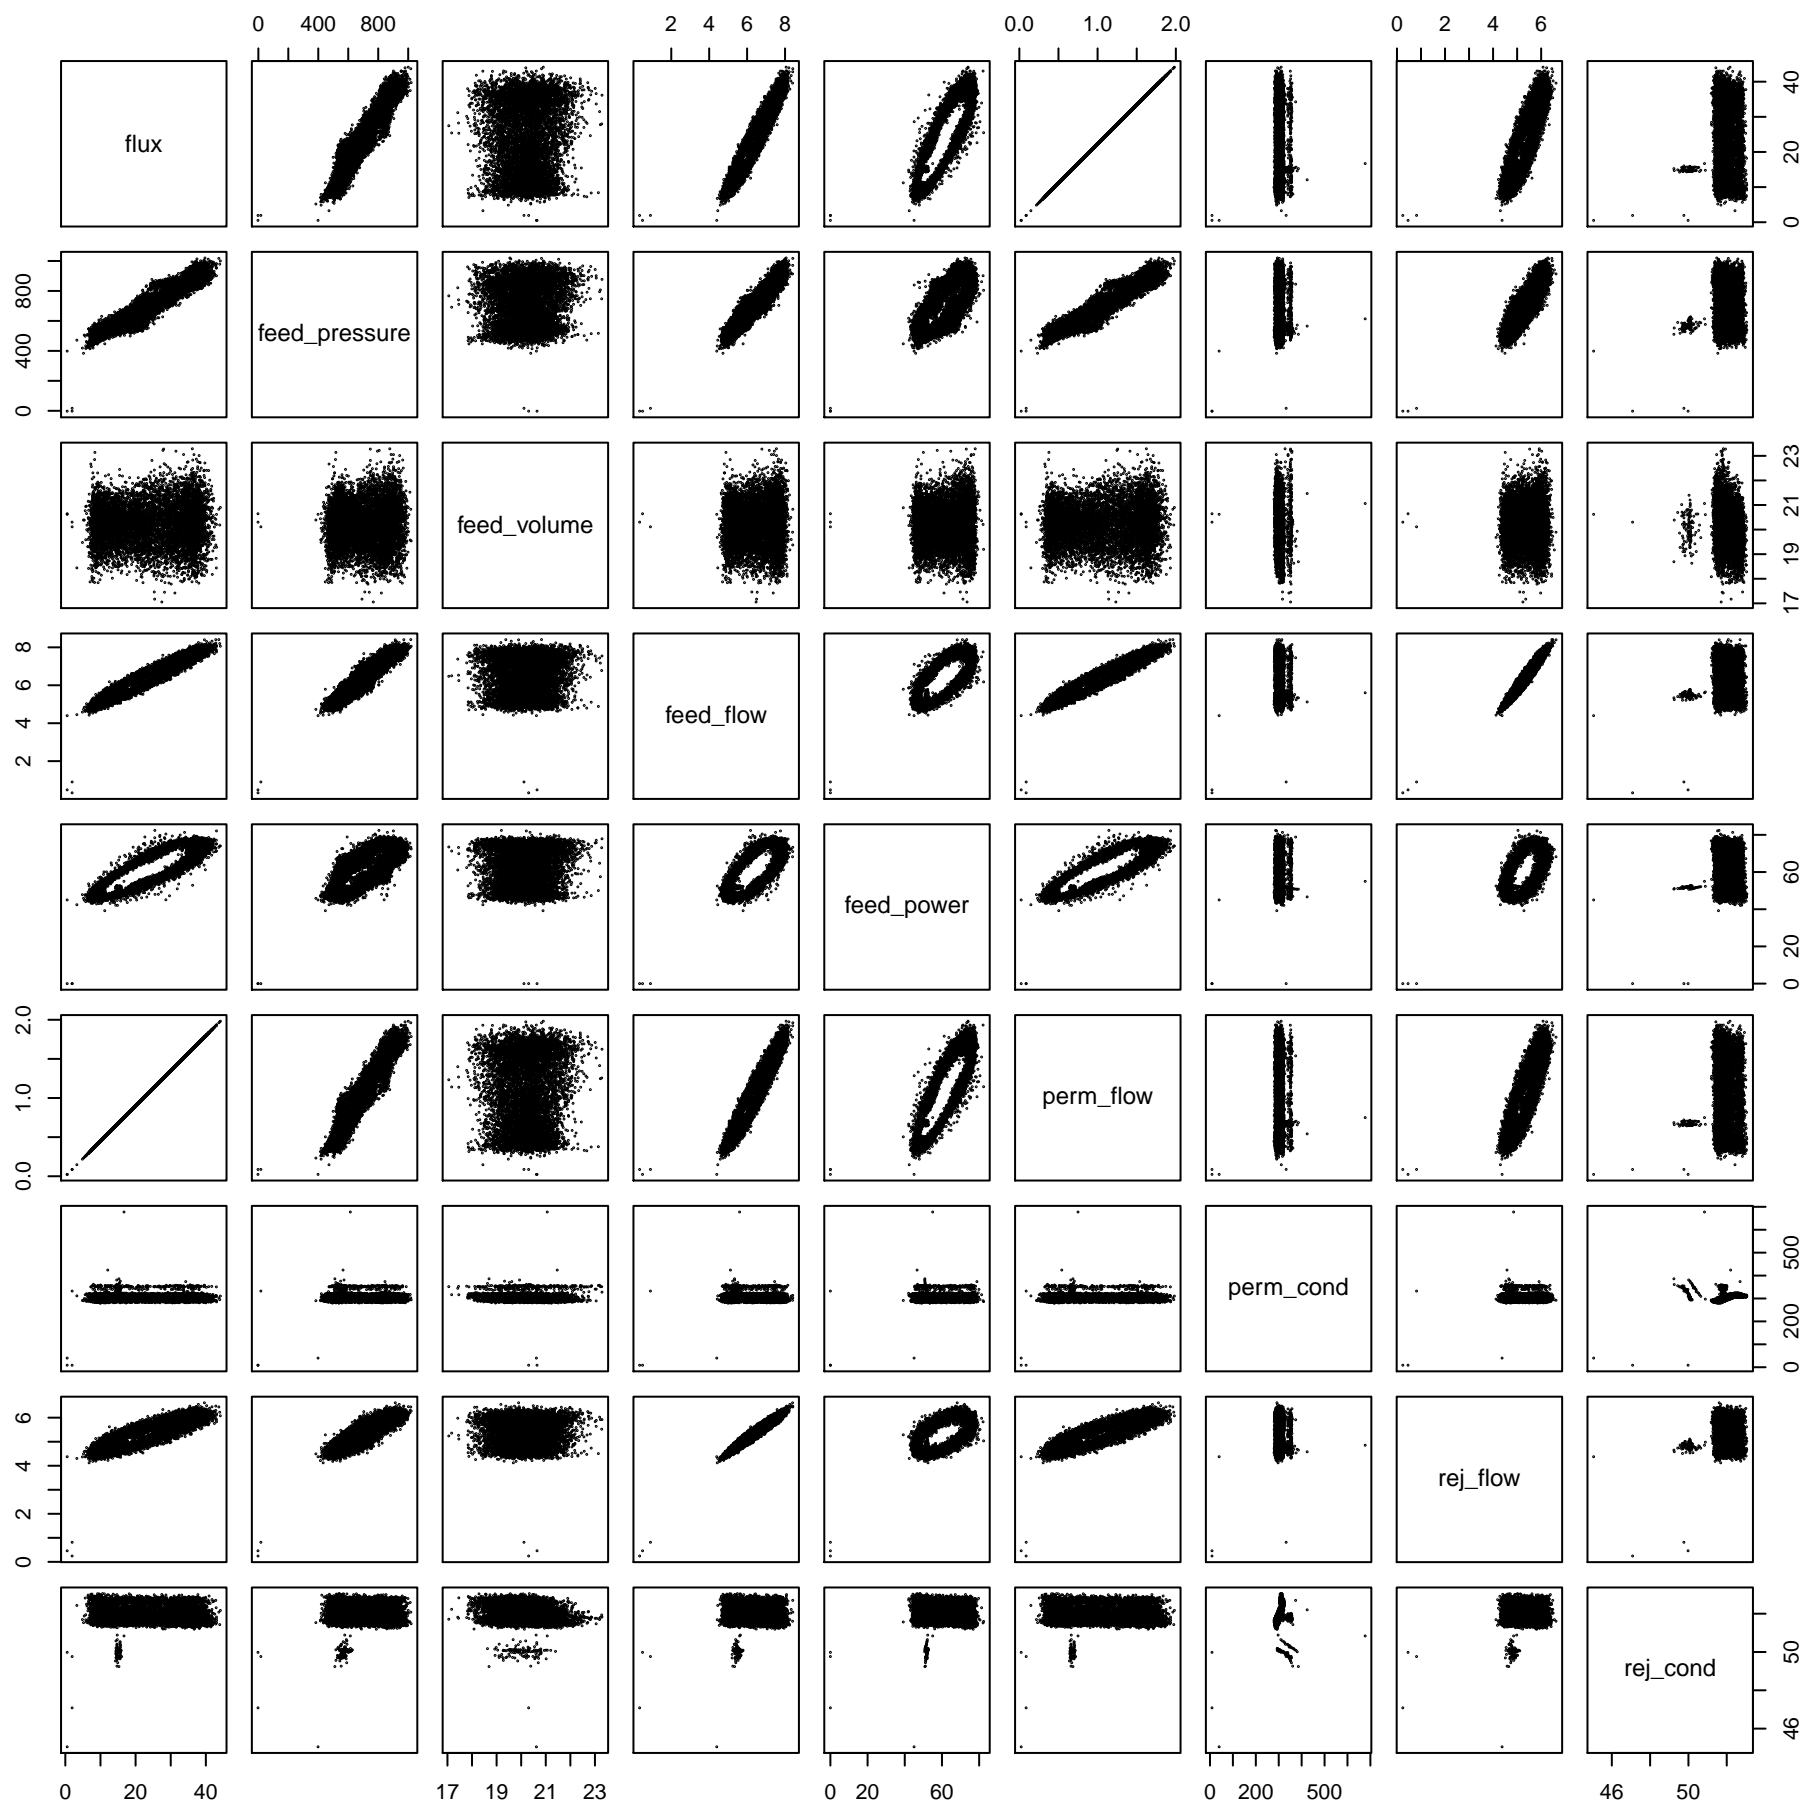 0 400 800 2 4 6 8 0.0 1.0 2.0 0 2 4 6
flux 0 20 40
0 400 800 feed_pressure
feed_volume 17 19 21 23
2 4 6 8 feed_flow
feed_power 0 20 60
0.0 1.0 2.0 perm_flow
perm_cond 0 200 500
0 2 4 6 rej_flow
rej_cond 46 50
0 20 40 17 19 21 23 0 20 60 0 200 500 46 50